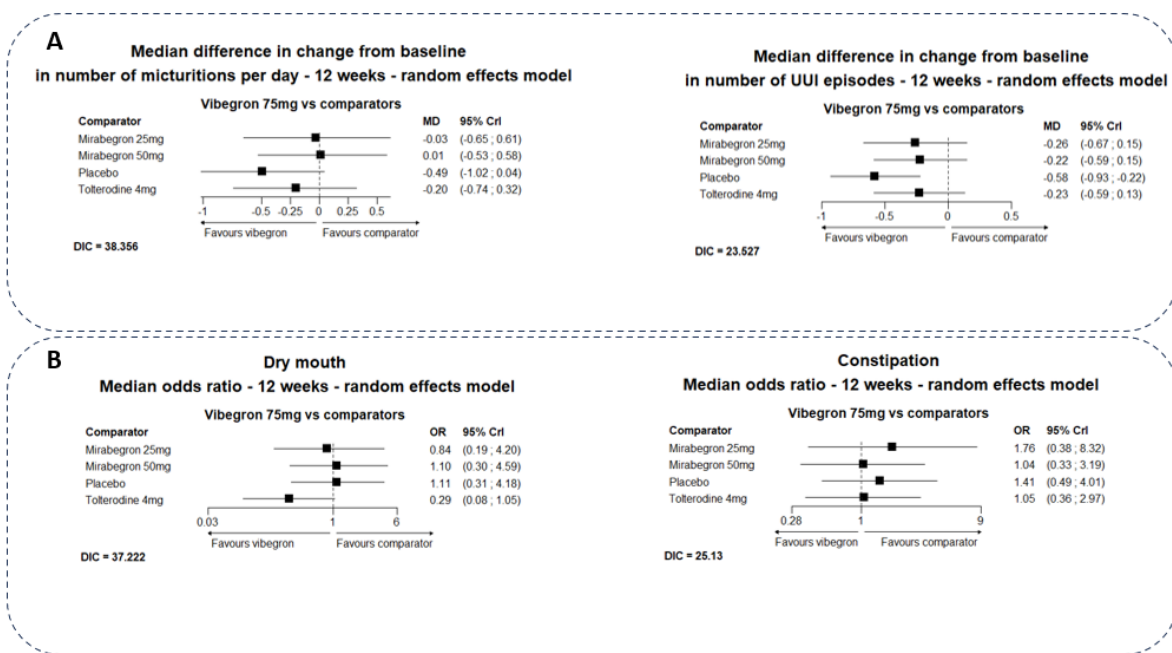 A
Median difference in change from baseline
in number of micturitions per day - 12 weeks - random effects model
Vibegron 75mg vs comparators
Comparator MD 95% CrI
Mirabegron 25mg -0.03 (-0.65 ; 0.61)
Mirabegron 50mg 0.01 (-0.53 ; 0.58)
Placebo -0.49 (-1.02 ; 0.04)
Tolterodine 4mg -0.20 (-0.74 ; 0.32)
-1 -0.5 -0.25 0 0.25 0.5
Favours vibegron Favours comparator
DIC = 38.356
Median difference in change from baseline
in number of UUI episodes - 12 weeks - random effects model
Vibegron 75mg vs comparators
Comparator MD 95% CrI
Mirabegron 25mg -0.26 (-0.67 ; 0.15)
Mirabegron 50mg -0.22 (-0.59 ; 0.15)
Placebo -0.58 (-0.93 ; -0.22)
Tolterodine 4mg -0.23 (-0.59 ; 0.13)
-1 -0.5 0 0.5
Favours vibegron Favours comparator
DIC = 23.527
B
Dry mouth
Median odds ratio - 12 weeks - random effects model
Vibegron 75mg vs comparators
Comparator OR 95% CrI
Mirabegron 25mg 0.84 (0.19 ; 4.20)
Mirabegron 50mg 1.10 (0.30 ; 4.59)
Placebo 1.11 (0.31 ; 4.18)
Tolterodine 4mg 0.29 (0.08 ; 1.05)
0.03 1 6
Favours vibegron Favours comparator
DIC = 37.222
Constipation
Median odds ratio - 12 weeks - random effects model
Vibegron 75mg vs comparators
Comparator OR 95% CrI
Mirabegron 25mg 1.76 (0.38 ; 8.32)
Mirabegron 50mg 1.04 (0.33 ; 3.19)
Placebo 1.41 (0.49 ; 4.01)
Tolterodine 4mg 1.05 (0.36 ; 2.97)
0.28 1 9
Favours vibegron Favours comparator
DIC = 25.13